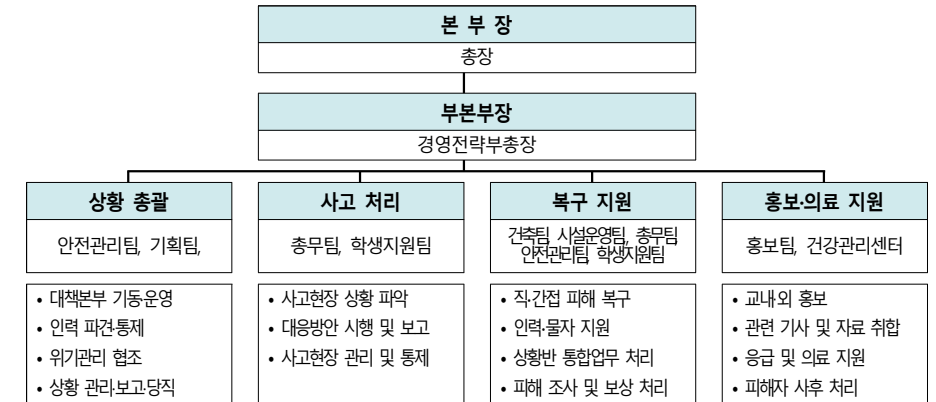 본 부 장
총장
부본부장
경영전략부총장
상황 총괄
안전관리팀, 기획팀,
• 대책본부 기동·운영
• 인력 파견·통제
• 위기관리 협조
• 상황 관리·보고·당직
사고 처리
총무팀, 학생지원팀
• 사고현장 상황 파악
• 대응방안 시행 및 보고
• 사고현장 관리 및 통제
복구 지원
건축팀, 시설운영팀, 총무팀,
안전관리팀, 학생지원팀
• 직·간접 피해 복구
• 인력·물자 지원
• 상황반 통합업무 처리
• 피해 조사 및 보상 처리
홍보·의료 지원
홍보팀, 건강관리센터
• 교내·외 홍보
• 관련 기사 및 자료 취합
• 응급 및 의료 지원
• 피해자 사후 처리